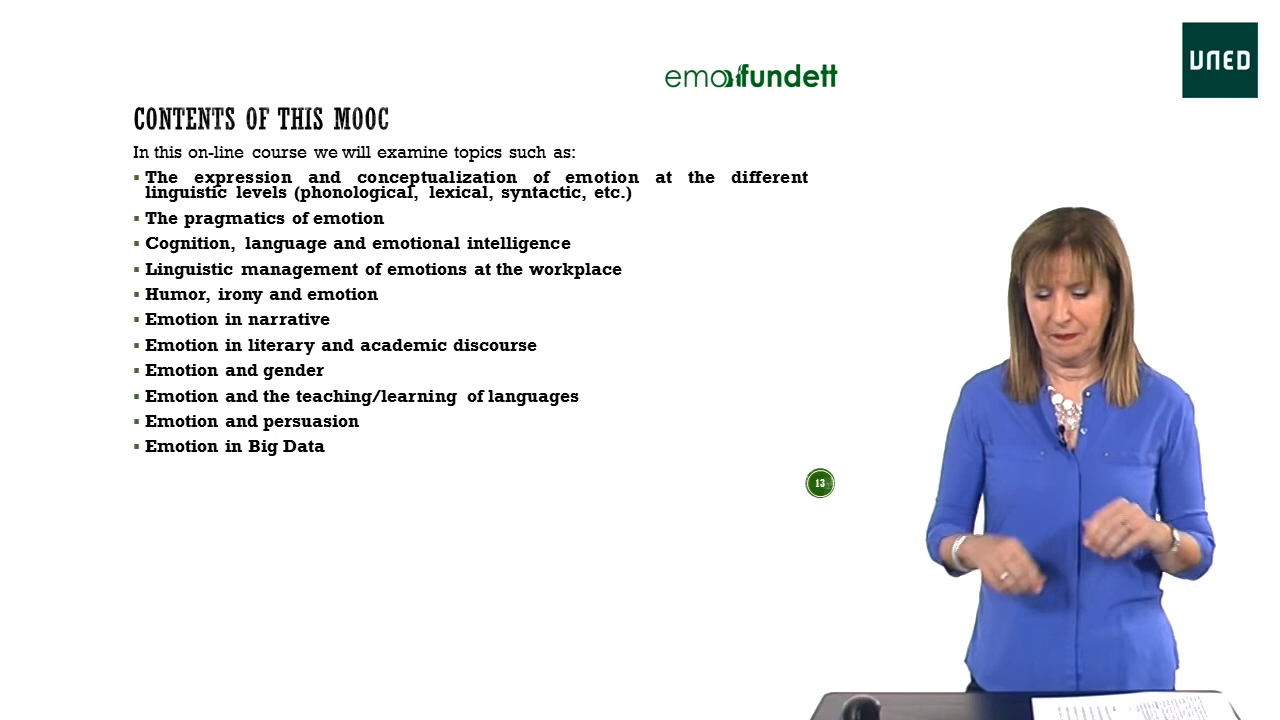 UNED
emo fundett
CONTENTS OF THIS MOOC
In this on-line course we will examine topics such as:
▪ The expression and conceptualization of emotion at the different
linguistic levels (phonological, lexical, syntactic, etc.)
▪ The pragmatics of emotion
▪ Cognition, language and emotional intelligence
▪ Linguistic management of emotions at the workplace
▪ Humor, irony and emotion
▪ Emotion in narrative
▪ Emotion in literary and academic discourse
▪ Emotion and gender
▪ Emotion and the teaching/learning of languages
▪ Emotion and persuasion
▪ Emotion in Big Data
13